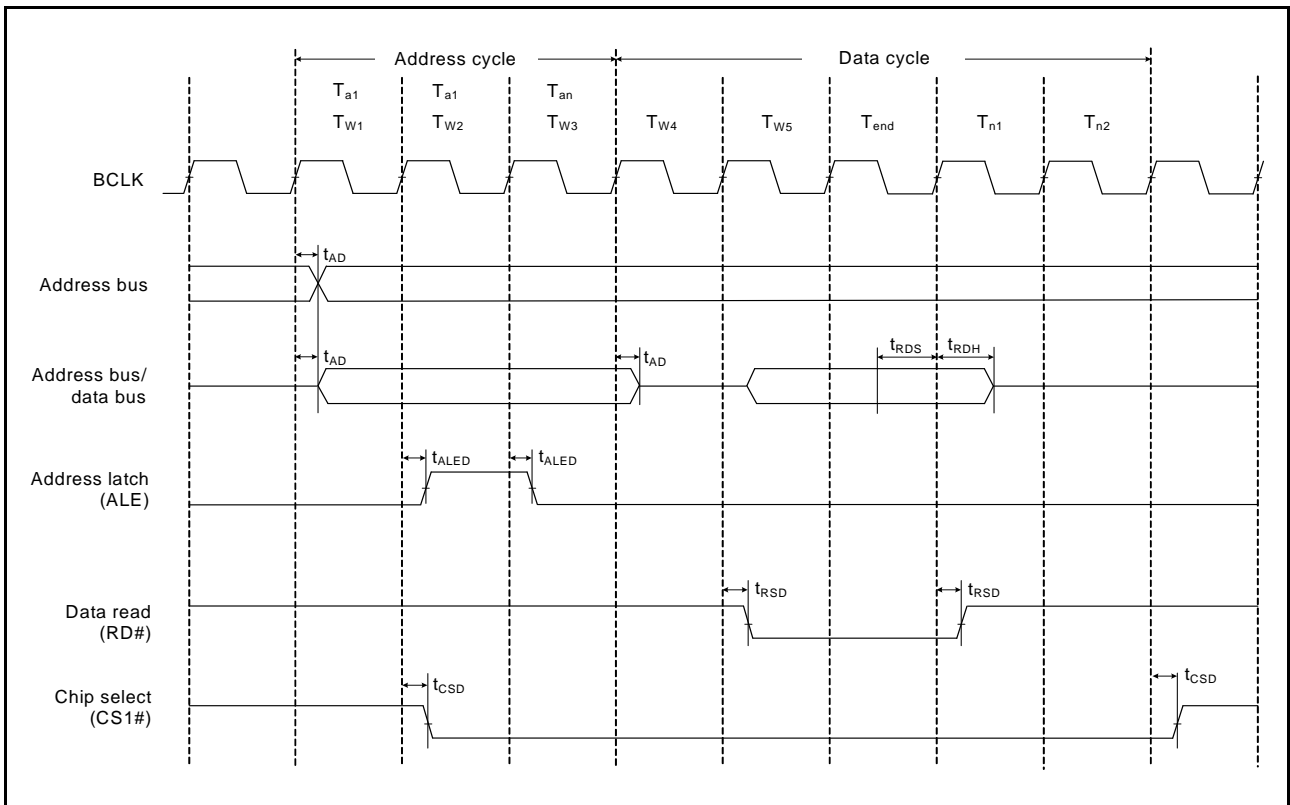 Address cycle Data cycle
Ta1 Ta1 Tan
TW1 TW2 TW3 TW4 TW5 Tend Tn1 Tn2
BCLK
tAD
Address bus
tAD tAD tRDS tRDH
Address bus/
data bus
tALED tALED
Address latch
(ALE)
tRSD tRSD
Data read
(RD#)
tCSD tCSD
Chip select
(CS1#)